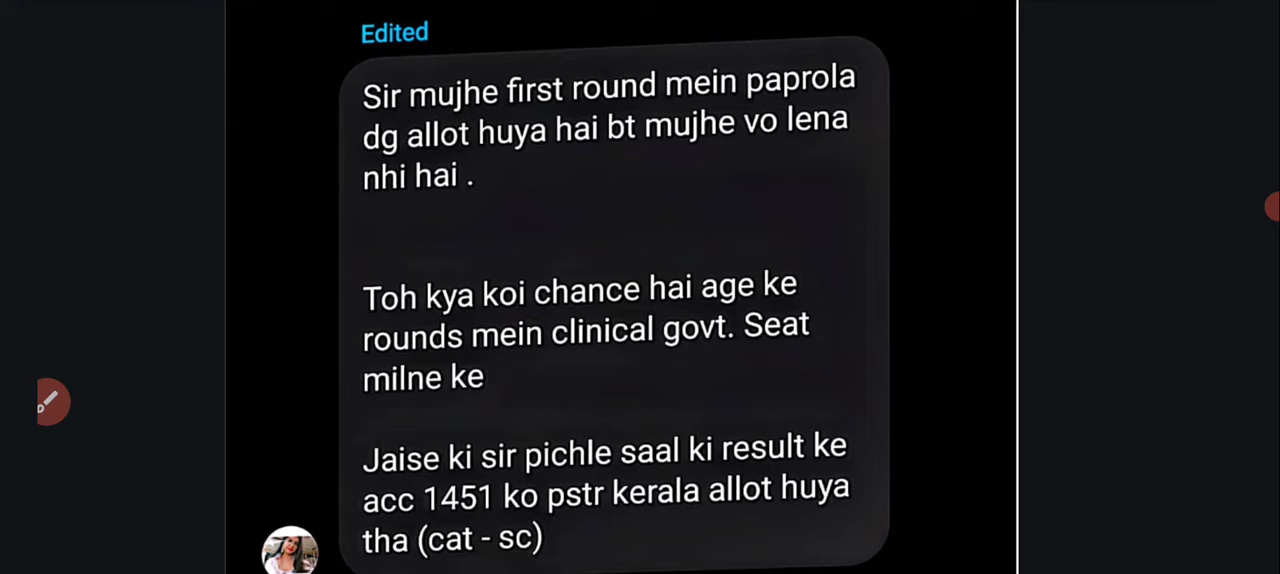 Edited
Sir mujhe first round mein paprola
dg allot huya hai bt mujhe vo lena
nhi hai .
Toh kya koi chance hai age ke
rounds mein clinical govt. Seat
milne ke
Jaise ki sir pichle saal ki result ke
acc 1451 ko pstr kerala allot huya
tha (cat - sc)